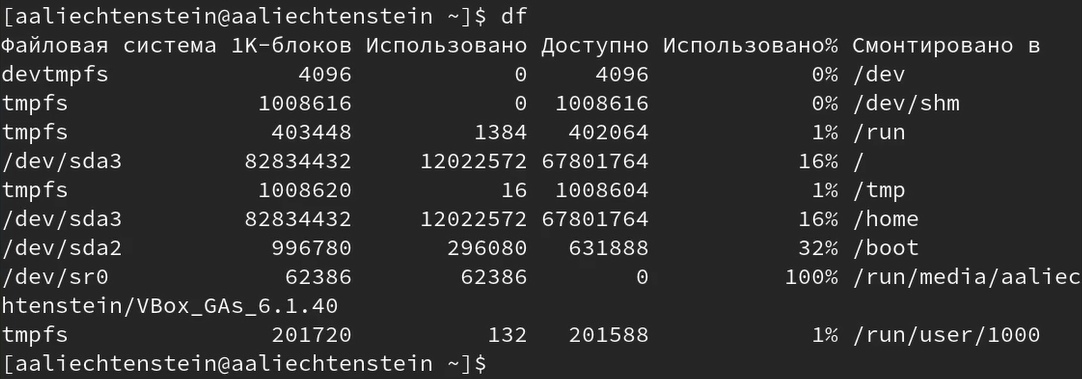 [aaliechtenstein@aaliechtenstein ~]$ df
Файловая система 1K-блоков Использовано Доступно Использовано% Смонтировано в
devtmpfs 4096 0 4096 0% /dev
tmpfs 1008616 0 1008616 0% /dev/shm
tmpfs 403448 1384 402064 1% /run
/dev/sda3 82834432 12022572 67801764 16% /
tmpfs 1008620 16 1008604 1% /tmp
/dev/sda3 82834432 12022572 67801764 16% /home
/dev/sda2 996780 296080 631888 32% /boot
/dev/sr0 62386 62386 0 100% /run/media/aaliec
htenstein/VBox_GAs_6.1.40
tmpfs 201720 132 201588 1% /run/user/1000
[aaliechtenstein@aaliechtenstein ~]$